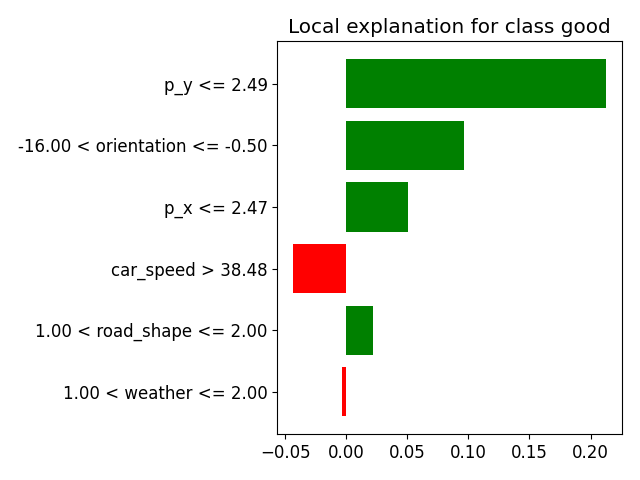 Local explanation for class good
p_y <= 2.49
-16.00 < orientation <= -0.50
p_x <= 2.47
car_speed > 38.48
1.00 < road_shape <= 2.00
1.00 < weather <= 2.00
−0.05 0.00 0.05 0.10 0.15 0.20